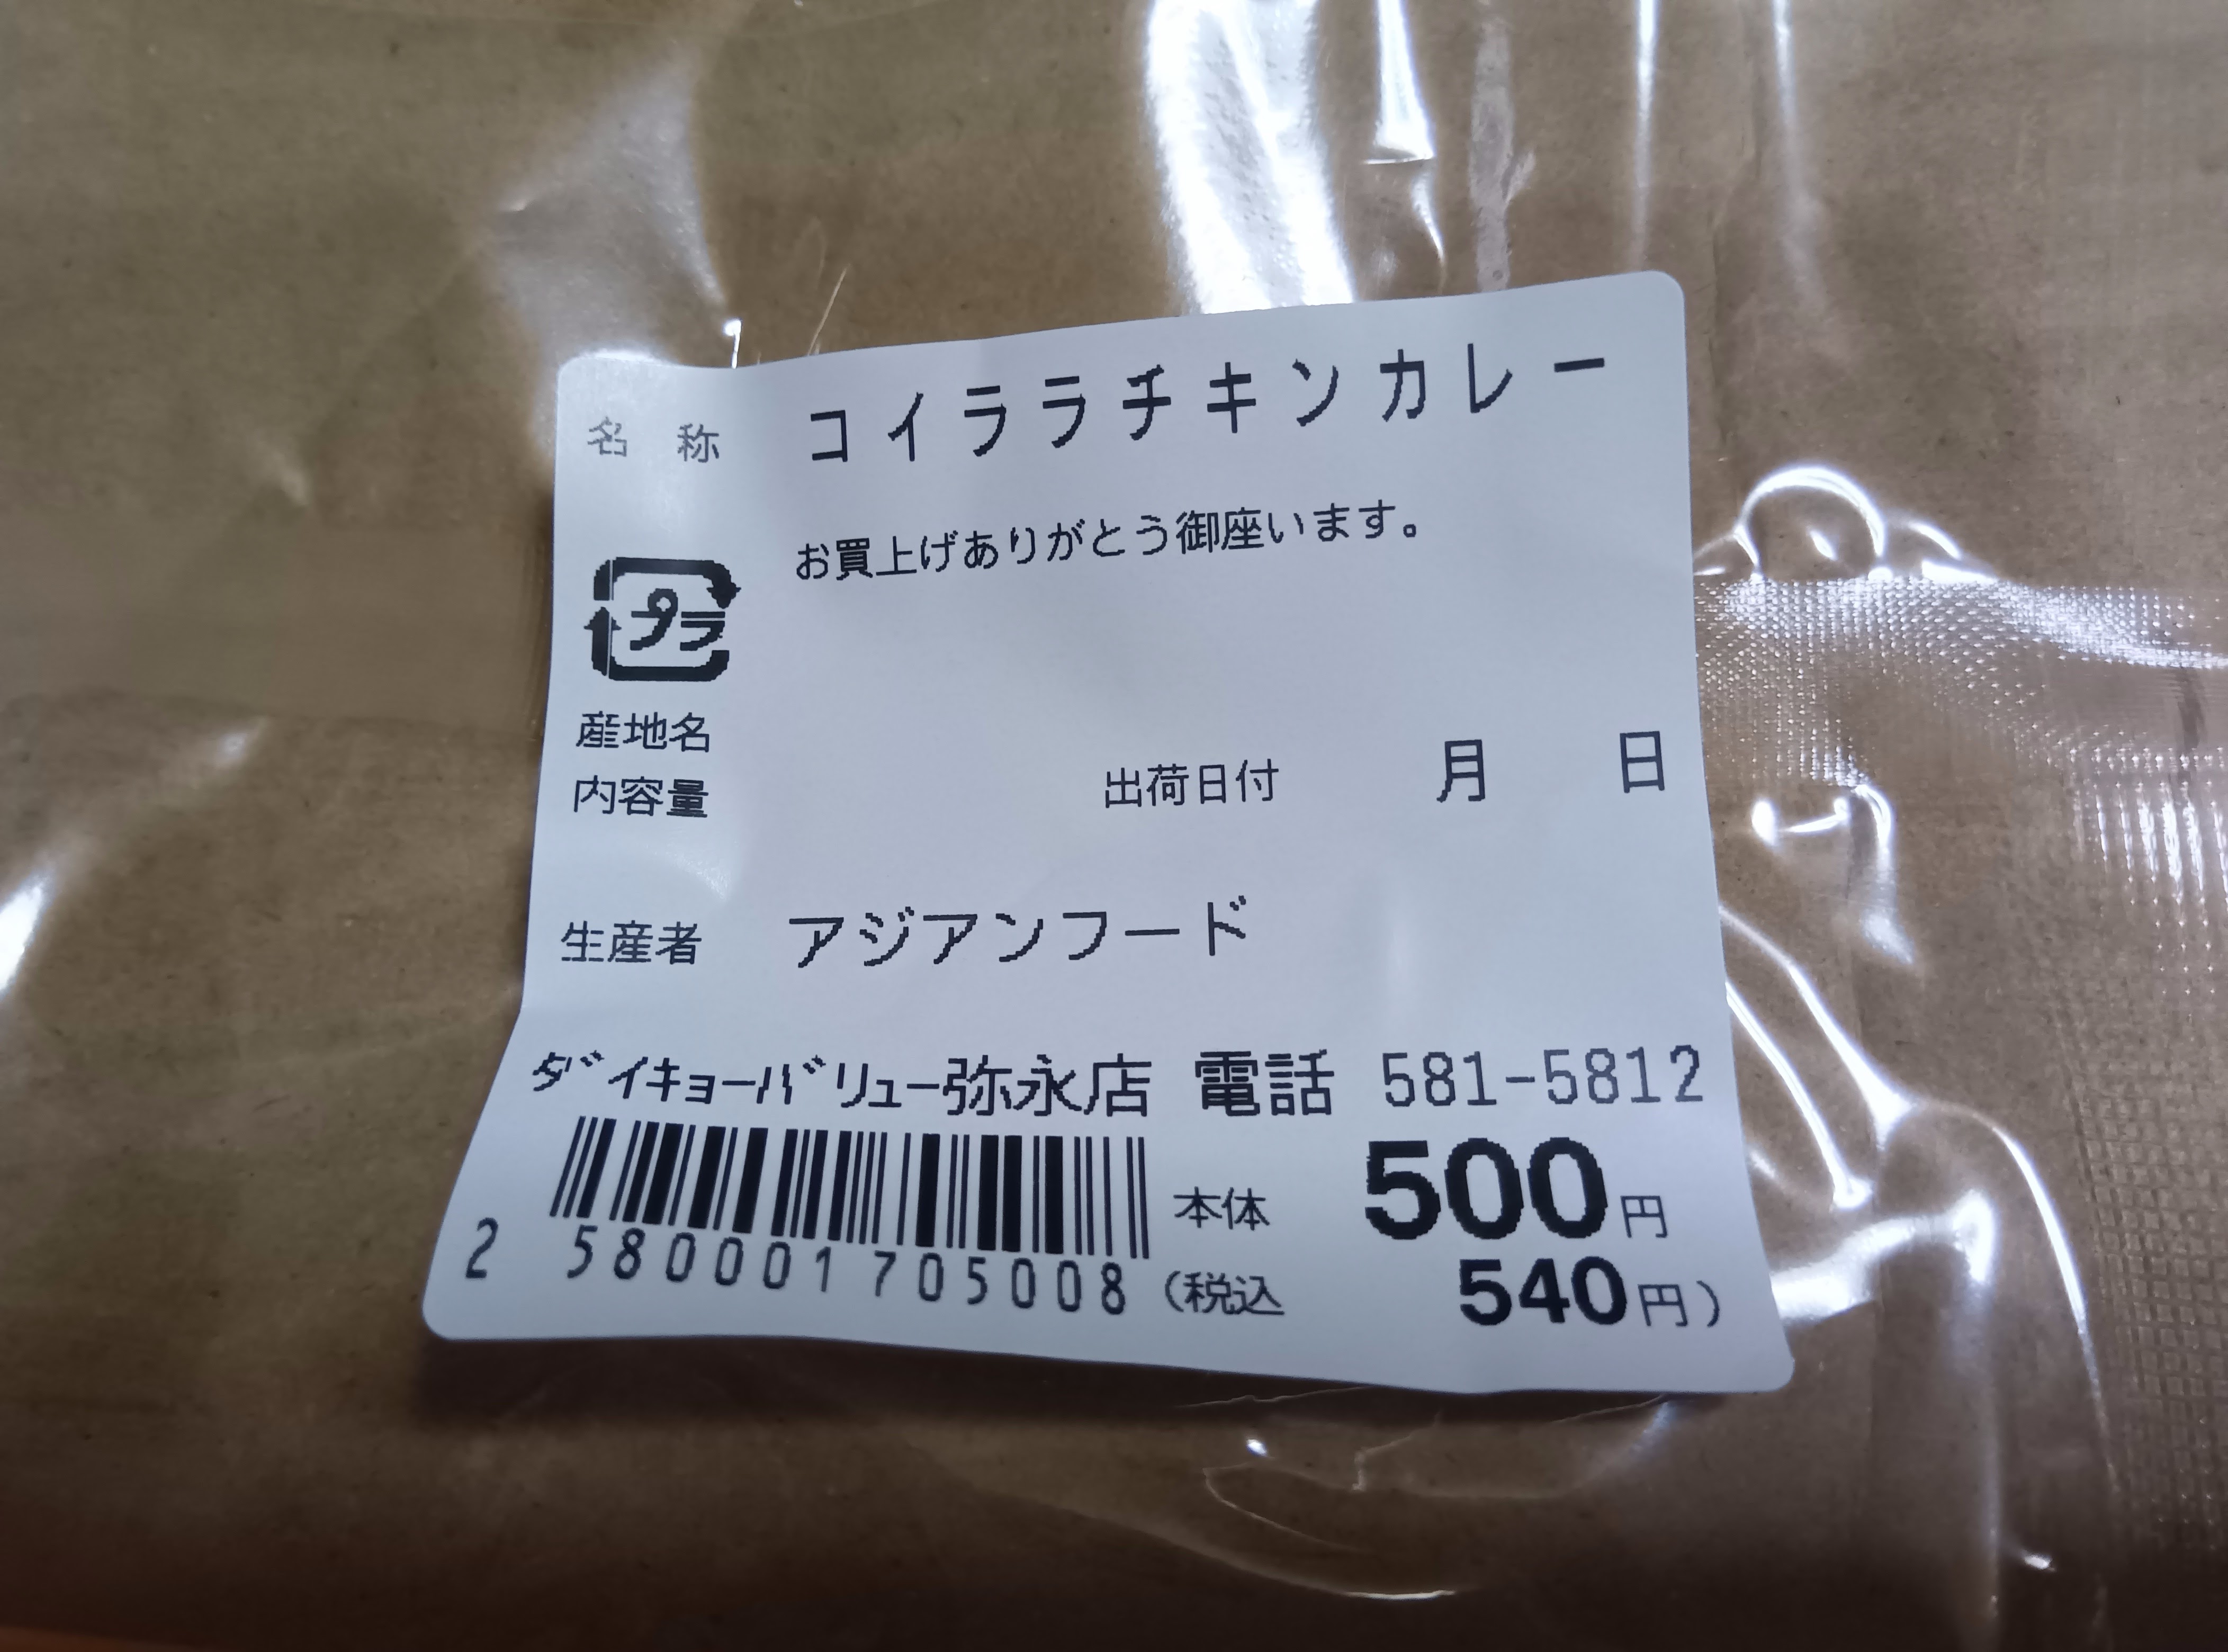 名 称 コイララチキンカレー
お買上げありがとう御座います。
プラ
産地名
内容量 出荷日付 月 日
生産者 アジアンフード
ダイキョーバリュー弥永店 電話 581-5812
本体 500円
2 580001 705008 (税込 540円)